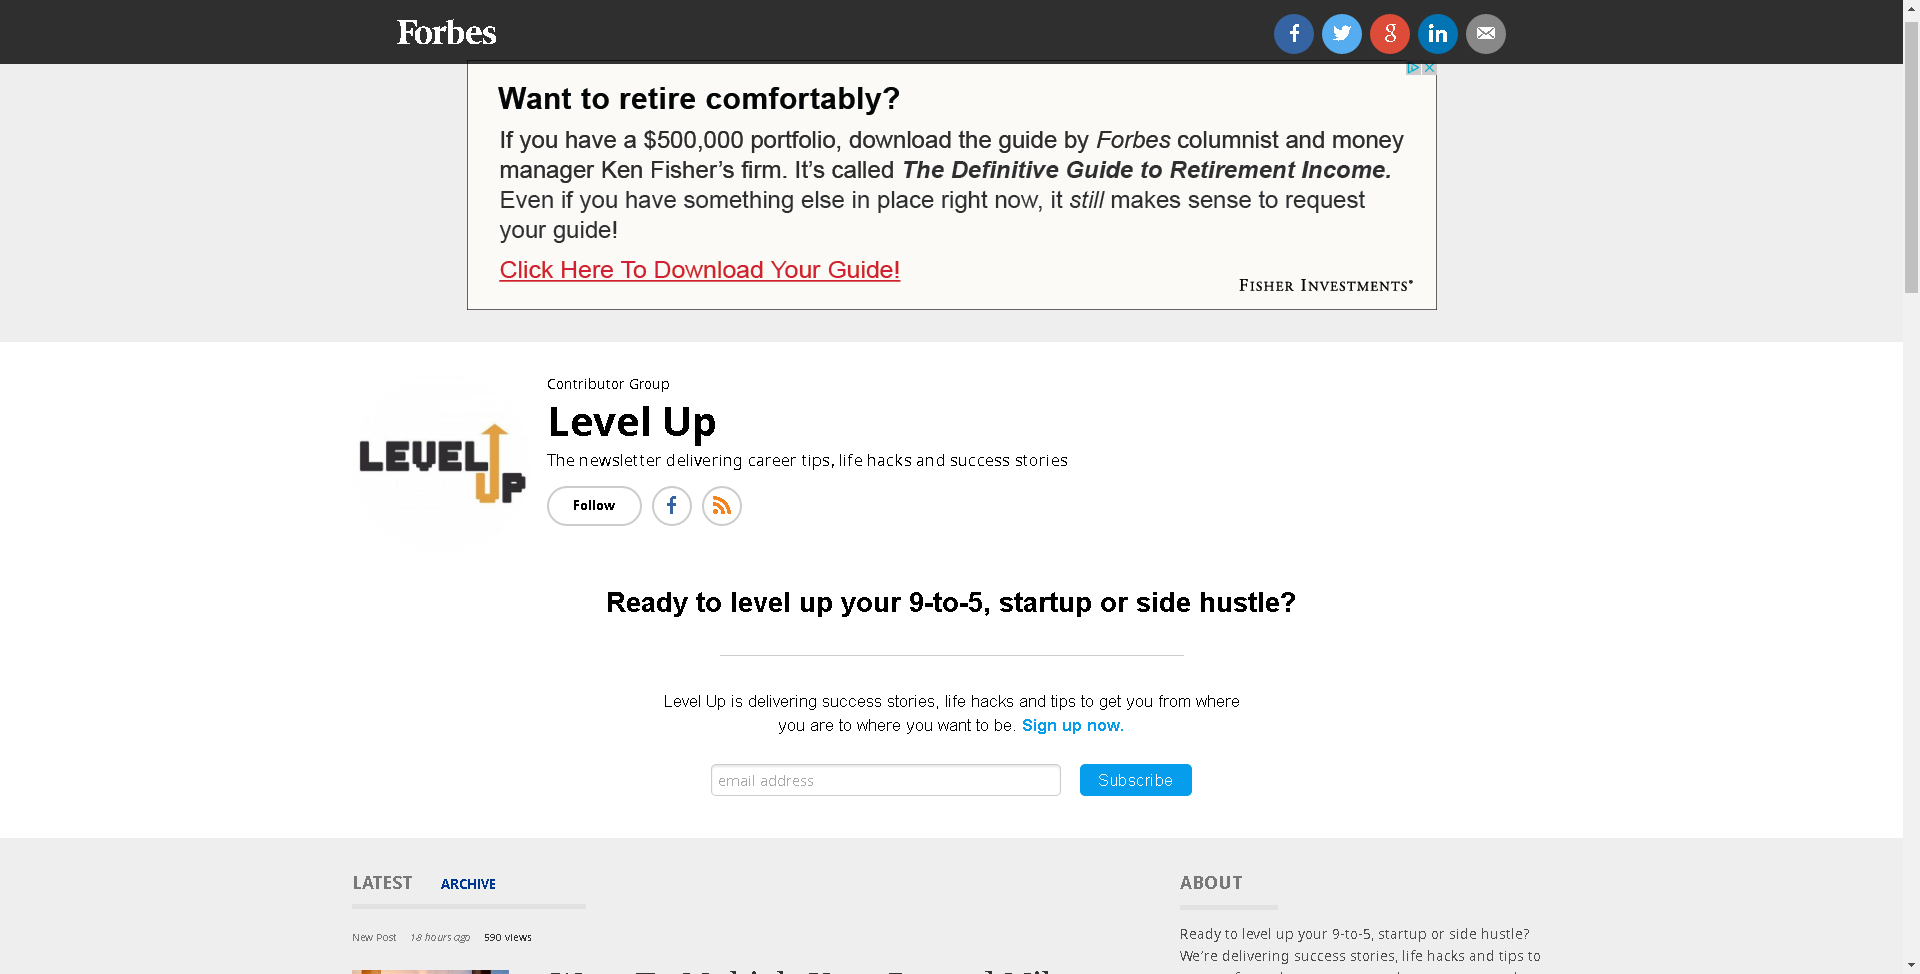 Forbes
Want to retire comfortably?
If you have a $500,000 portfolio, download the guide by Forbes columnist and money
manager Ken Fisher's firm. It's called The Definitive Guide to Retirement Income.
Even if you have something else in place right now, it still makes sense to request
your guide!
Click Here To Download Your Guide!
FISHER INVESTMENTS®
LEVEL UP
Contributor Group
Level Up
The newsletter delivering career tips, life hacks and success stories
Follow
Ready to level up your 9-to-5, startup or side hustle?
Level Up is delivering success stories, life hacks and tips to get you from where
you are to where you want to be. Sign up now.
email address
Subscribe
LATEST ARCHIVE
New Post 18 hours ago 590 views
ABOUT
Ready to level up your 9-to-5, startup or side hustle?
We're delivering success stories, life hacks and tips to